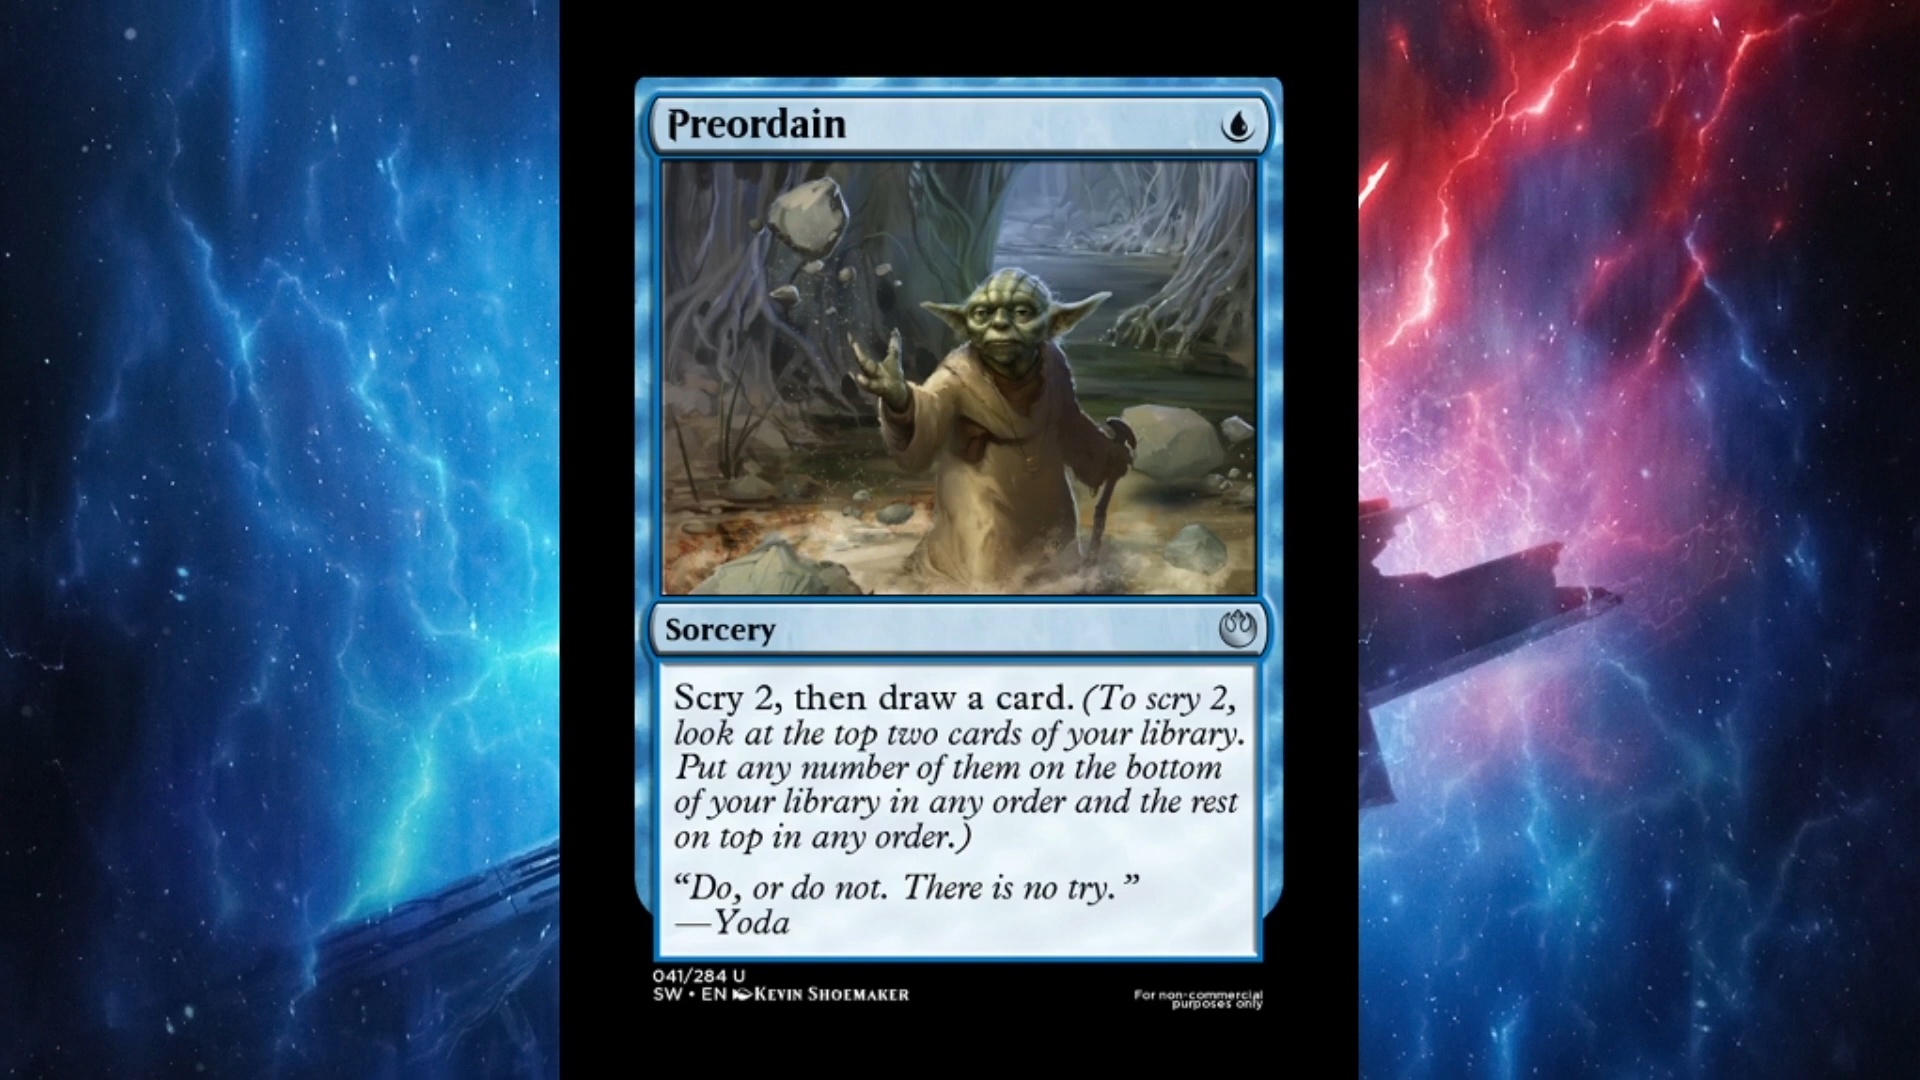 Preordain
Sorcery
Scry 2, then draw a card. (To scry 2,
look at the top two cards of your library.
Put any number of them on the bottom
of your library in any order and the rest
on top in any order.)
“Do, or do not. There is no try.”
—Yoda
041/284 U
SW • EN Kevin Shoemaker
For non-commercial
purposes only